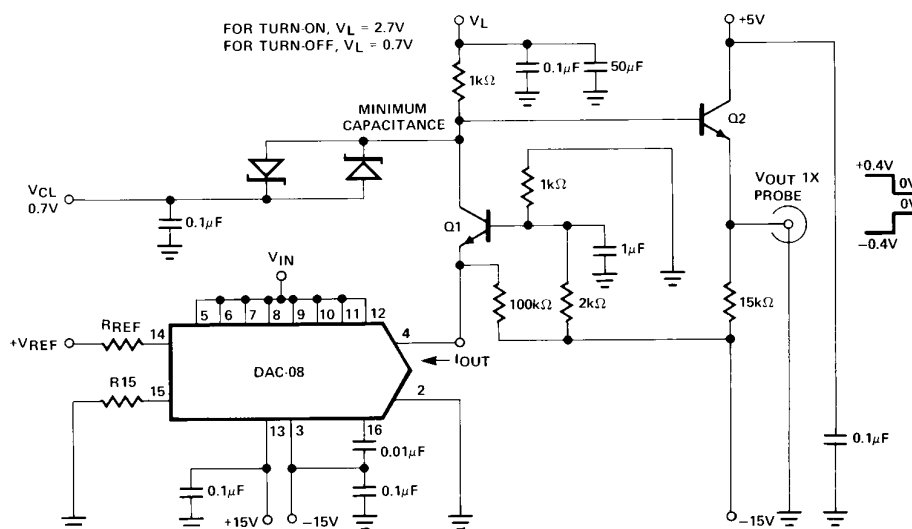 FOR TURN-ON, VL = 2.7V
FOR TURN-OFF, VL = 0.7V
VL
+5V
1kΩ
0.1μF
50μF
MINIMUM
CAPACITANCE
Q2
VCL
0.7V
0.1μF
1kΩ
Q1
1μF
VOUT 1X
PROBE
+0.4V
0V
0V
-0.4V
VIN
100kΩ
2kΩ
15kΩ
5 6 7 8 9 10 11 12
+VREF
RREF
14
4
IOUT
DAC-08
R15
15
2
13 3 16
0.01μF
0.1μF
0.1μF
0.1μF
+15V
-15V
-15V